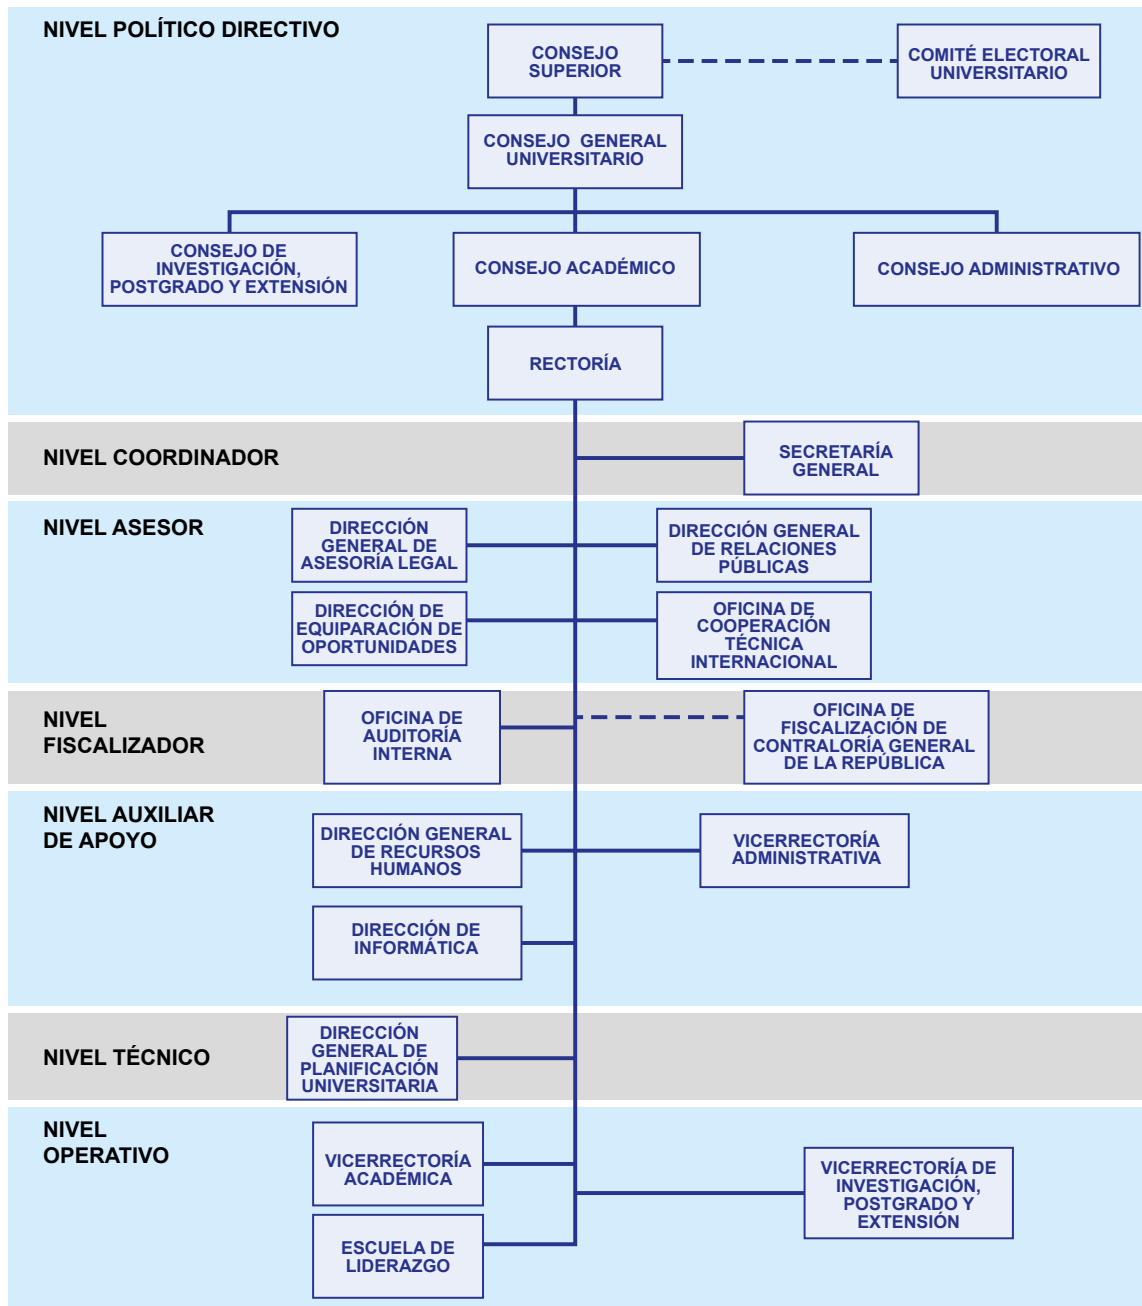 NIVEL POLÍTICO DIRECTIVO
CONSEJO
SUPERIOR
COMITÉ ELECTORAL
UNIVERSITARIO
CONSEJO GENERAL
UNIVERSITARIO
CONSEJO DE
INVESTIGACIÓN,
POSTGRADO Y EXTENSIÓN
CONSEJO ACADÉMICO
CONSEJO ADMINISTRATIVO
RECTORÍA
NIVEL COORDINADOR
SECRETARÍA
GENERAL
NIVEL ASESOR
DIRECCIÓN
GENERAL DE
ASESORÍA LEGAL
DIRECCIÓN GENERAL
DE RELACIONES
PÚBLICAS
DIRECCIÓN DE
EQUIPARACIÓN DE
OPORTUNIDADES
OFICINA DE
COOPERACIÓN
TÉCNICA
INTERNACIONAL
NIVEL
FISCALIZADOR
OFICINA DE
AUDITORÍA
INTERNA
OFICINA DE
FISCALIZACIÓN DE
CONTRALORÍA GENERAL
DE LA REPÚBLICA
NIVEL AUXILIAR
DE APOYO
DIRECCIÓN GENERAL
DE RECURSOS
HUMANOS
VICERRECTORÍA
ADMINISTRATIVA
DIRECCIÓN DE
INFORMÁTICA
NIVEL TÉCNICO
DIRECCIÓN
GENERAL DE
PLANIFICACIÓN
UNIVERSITARIA
NIVEL
OPERATIVO
VICERRECTORÍA
ACADÉMICA
VICERRECTORÍA DE
INVESTIGACIÓN,
POSTGRADO Y
EXTENSIÓN
ESCUELA DE
LIDERAZGO